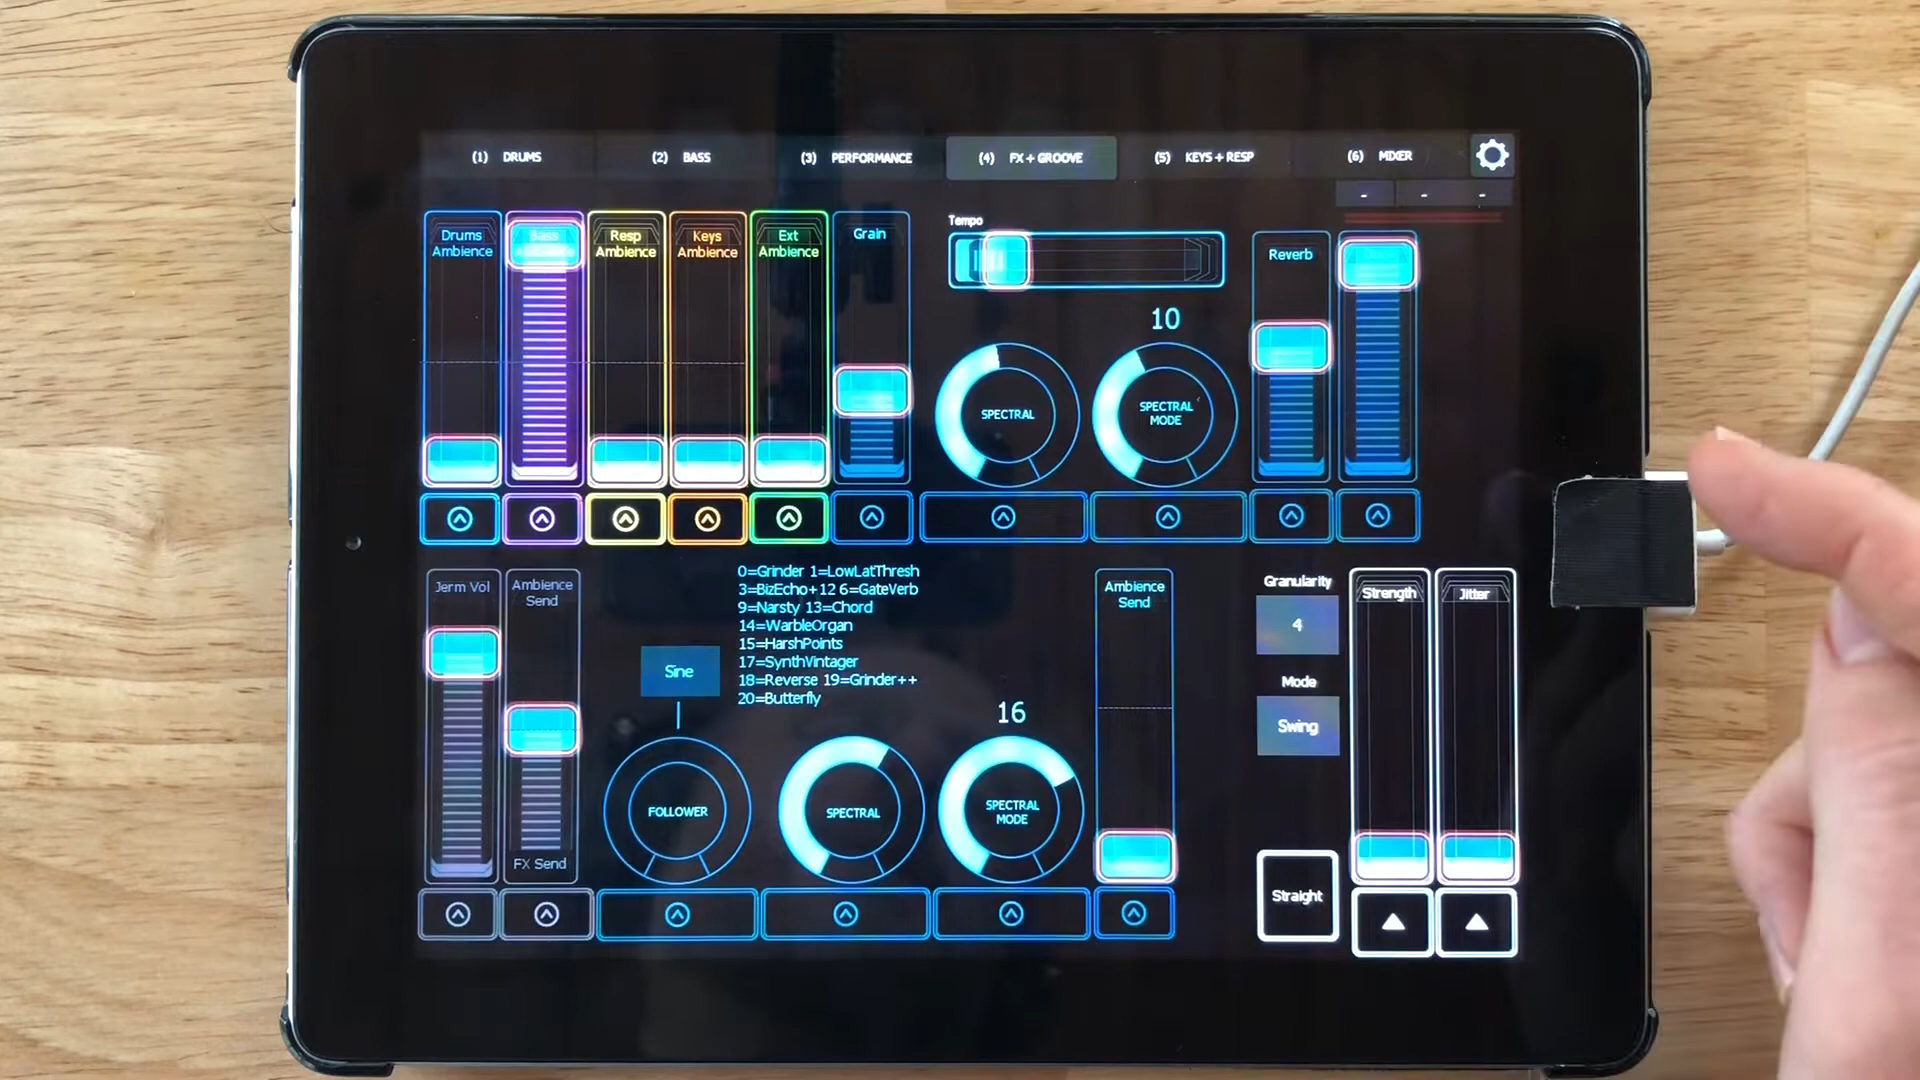 (1) DRUMS
(2) BASS
(3) PERFORMANCE
(4) FX + GROOVE
(5) KEYS + RESP
(6) MIXER
- - -
Drums
Ambience
Bass
Resp
Ambience
Keys
Ambience
Ext
Ambience
Grain
Tempo
SPECTRAL
10
SPECTRAL
MODE
Reverb
Jerm Vol
Ambience
Send
FX Send
Sine
FOLLOWER
0=Grinder 1=LowLatThresh
3=BizEcho+12 6=GateVerb
9=Narsty 13=Chord
14=WarbleOrgan
15=HarshPoints
17=SynthVintager
18=Reverse 19=Grinder++
20=Butterfly
SPECTRAL
16
SPECTRAL
MODE
Ambience
Send
Granularity
4
Mode
Swing
Straight
Strength
Jitter